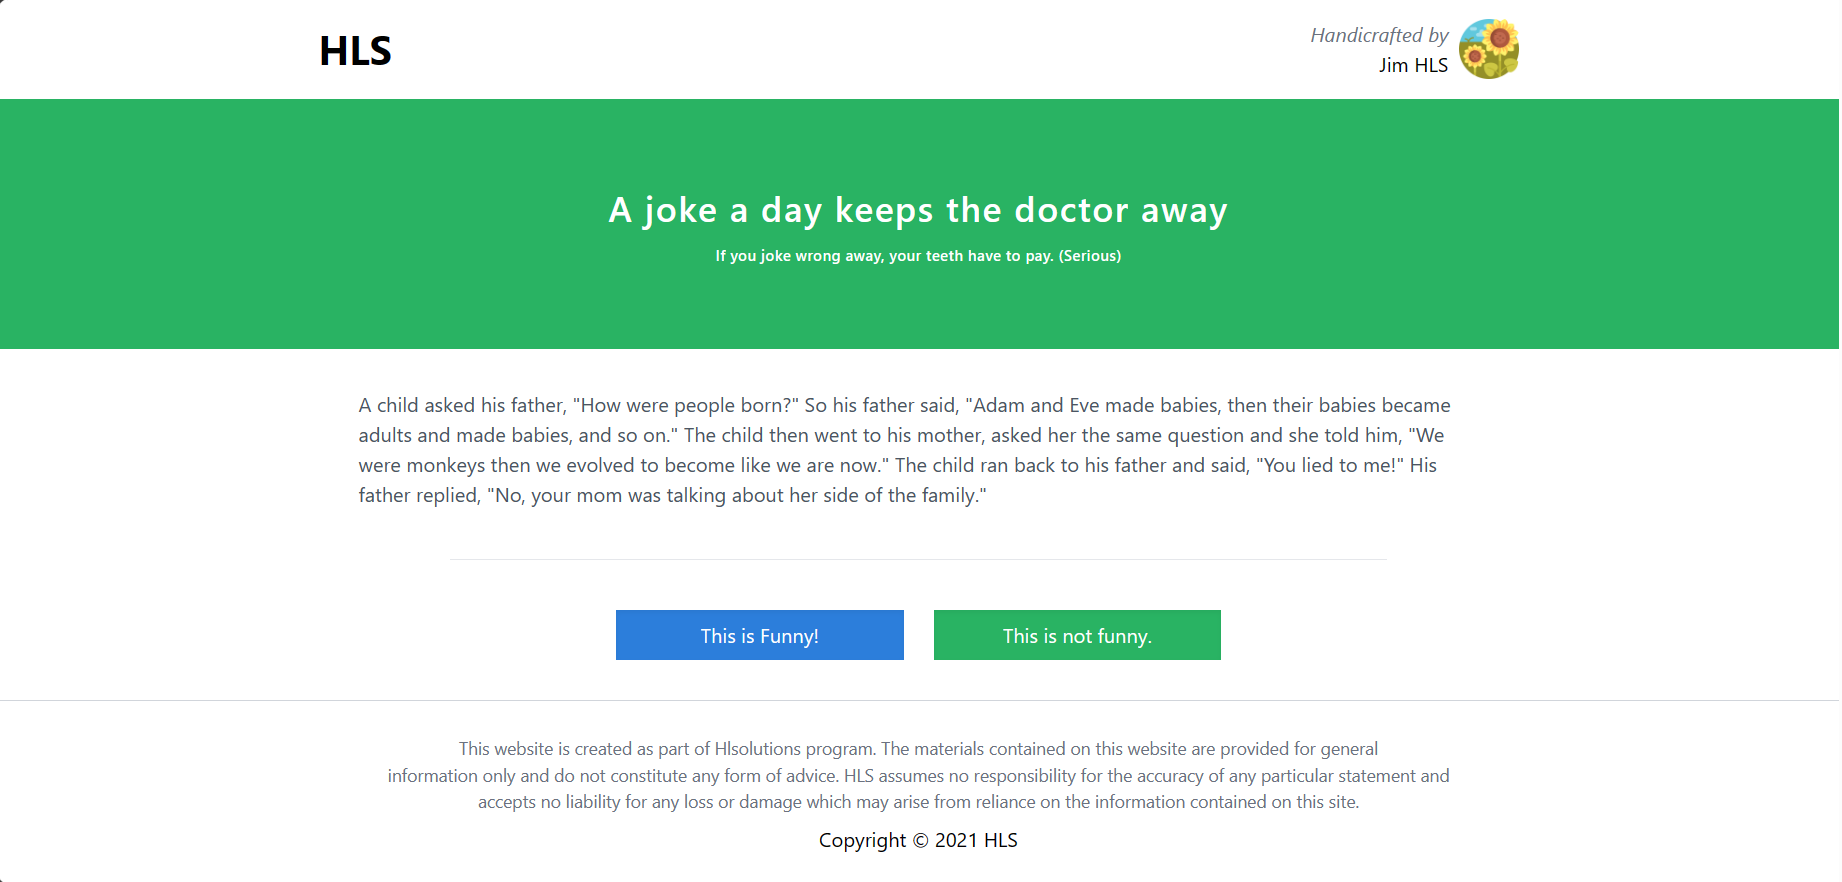 HLS
Handicrafted by
Jim HLS
A joke a day keeps the doctor away
If you joke wrong away, your teeth have to pay. (Serious)
A child asked his father, "How were people born?" So his father said, "Adam and Eve made babies, then their babies became
adults and made babies, and so on." The child then went to his mother, asked her the same question and she told him, "We
were monkeys then we evolved to become like we are now." The child ran back to his father and said, "You lied to me!" His
father replied, "No, your mom was talking about her side of the family."
This is Funny!
This is not funny.
This website is created as part of Hlsolutions program. The materials contained on this website are provided for general
information only and do not constitute any form of advice. HLS assumes no responsibility for the accuracy of any particular statement and
accepts no liability for any loss or damage which may arise from reliance on the information contained on this site.
Copyright © 2021 HLS